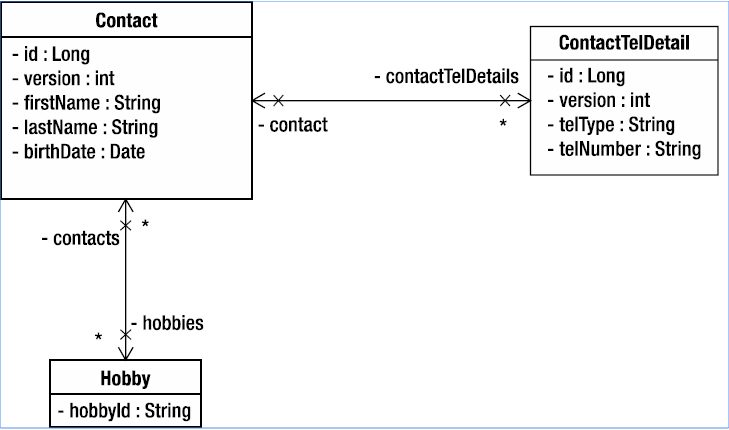 Contact
- id : Long
- version : int
- firstName : String
- lastName : String
- birthDate : Date
- contactTelDetails
- contact
*
ContactTelDetail
- id : Long
- version : int
- telType : String
- telNumber : String
*
- contacts
- hobbies
*
Hobby
- hobbyId : String